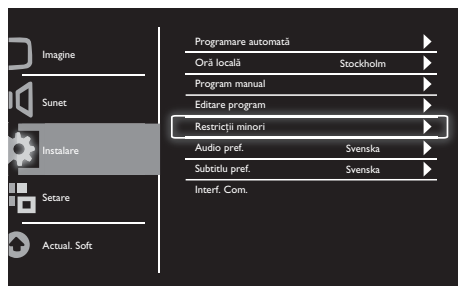 Imagine
Sunet
Instalare
Setare
Actual. Soft
Programare automată
Oră locală Stockholm
Program manual
Editare program
Restricții minori
Audio pref. Svenska
Subtitlu pref. Svenska
Interf. Com.